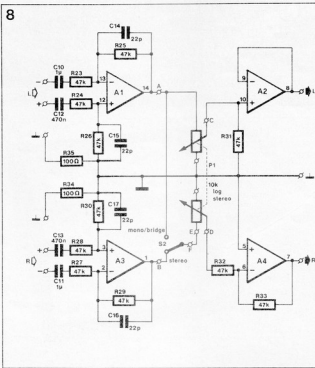 8
C14
22p
R25
47k
C10
1µ
R23
47k
13
A1
14
A
L
R24
47k
12
C12
470n
R26
47k
C15
22p
R35
100Ω
R34
100Ω
R30
47k
C17
22p
C13
470n
R28
47k
3
A3
1
B
R
R27
47k
2
C11
1µ
R29
47k
C16
22p
mono/bridge
S2
stereo
C
P1
10k
log
stereo
E
D
F
9
A2
8
L
10
R31
47k
5
A4
7
R
R32
47k
6
R33
47k